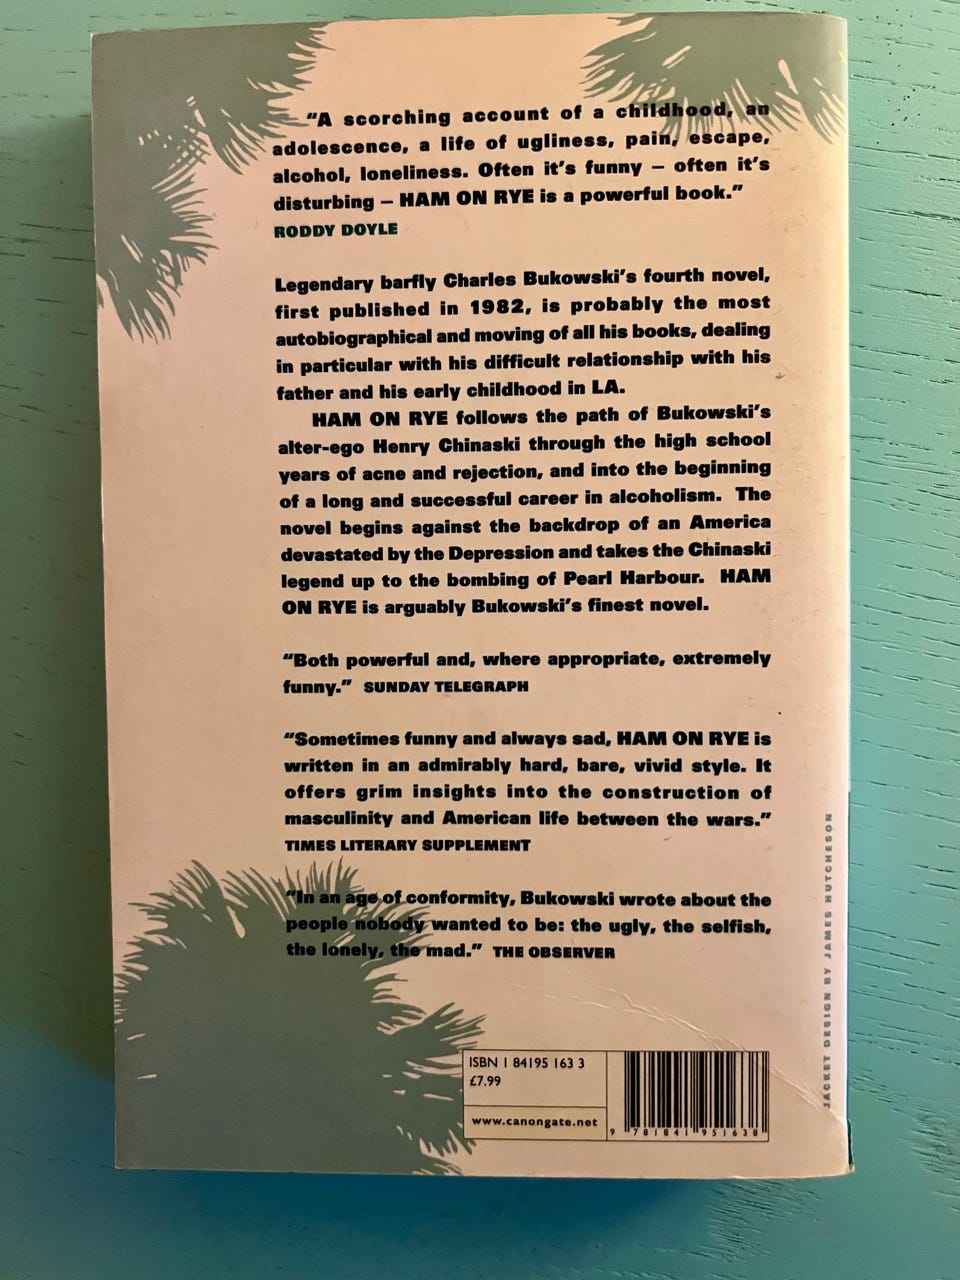 “A scorching account of a childhood, an
adolescence, a life of ugliness, pain, escape,
alcohol, loneliness. Often it’s funny – often it’s
disturbing – HAM ON RYE is a powerful book.”
RODDY DOYLE
Legendary barfly Charles Bukowski’s fourth novel,
first published in 1982, is probably the most
autobiographical and moving of all his books, dealing
in particular with his difficult relationship with his
father and his early childhood in LA.
HAM ON RYE follows the path of Bukowski’s
alter-ego Henry Chinaski through the high school
years of acne and rejection, and into the beginning
of a long and successful career in alcoholism. The
novel begins against the backdrop of an America
devastated by the Depression and takes the Chinaski
legend up to the bombing of Pearl Harbour. HAM
ON RYE is arguably Bukowski’s finest novel.
“Both powerful and, where appropriate, extremely
funny.” SUNDAY TELEGRAPH
“Sometimes funny and always sad, HAM ON RYE is
written in an admirably hard, bare, vivid style. It
offers grim insights into the construction of
masculinity and American life between the wars.”
TIMES LITERARY SUPPLEMENT
“In an age of conformity, Bukowski wrote about the
people nobody wanted to be: the ugly, the selfish,
the lonely, the mad.” THE OBSERVER
ISBN 1 84195 163 3
£7.99
www.canongate.net
9 781841 951638
JACKET DESIGN BY JAMES HUTCHESON